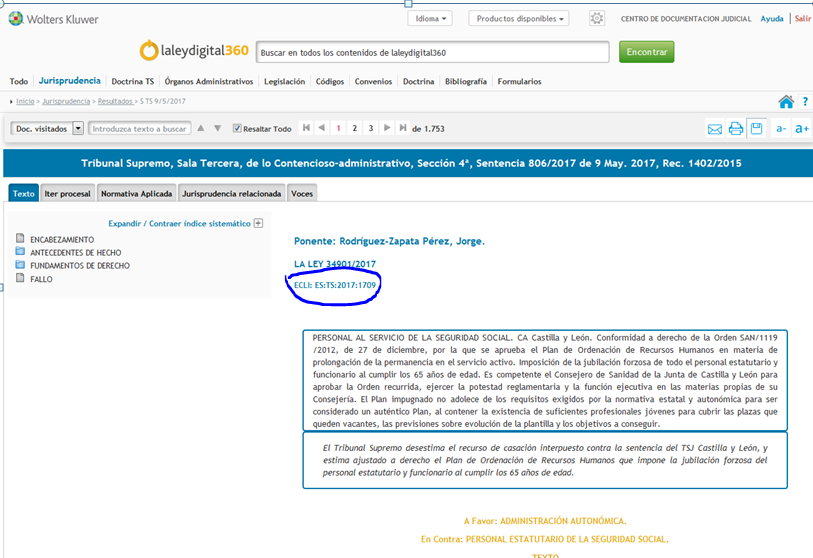 Wolters Kluwer
Idioma
Productos disponibles
CENTRO DE DOCUMENTACION JUDICIAL
Ayuda
Salir
laleydigital360
Buscar en todos los contenidos de laleydigital360
Encontrar
Todo Jurisprudencia Doctrina TS Órganos Administrativos Legislación Códigos Convenios Doctrina Bibliografía Formularios
Inicio > Jurisprudencia > Resultados > S TS 9/5/2017
?
Doc. visitados Introduzca texto a buscar Resaltar Todo 1 2 3 de 1.753 a- a+
Tribunal Supremo, Sala Tercera, de lo Contencioso-administrativo, Sección 4ª, Sentencia 806/2017 de 9 May. 2017, Rec. 1402/2015
Texto Iter procesal Normativa Aplicada Jurisprudencia relacionada Voces
Expandir / Contraer índice sistemático
ENCABEZAMIENTO
ANTECEDENTES DE HECHO
FUNDAMENTOS DE DERECHO
FALLO
Ponente: Rodríguez-Zapata Pérez, Jorge.
LA LEY 34901/2017
ECLI: ES:TS:2017:1709
PERSONAL AL SERVICIO DE LA SEGURIDAD SOCIAL. CA Castilla y León. Conformidad a derecho de la Orden SAN/1119
/2012, de 27 de diciembre, por la que se aprueba el Plan de Ordenación de Recursos Humanos en materia de
prolongación de la permanencia en el servicio activo. Imposición de la jubilación forzosa de todo el personal estatutario y
funcionario al cumplir los 65 años de edad. Es competente el Consejero de Sanidad de la Junta de Castilla y León para
aprobar la Orden recurrida, ejercer la potestad reglamentaria y la función ejecutiva en las materias propias de su
Consejería. El Plan impugnado no adolece de los requisitos exigidos por la normativa estatal y autonómica para ser
considerado un auténtico Plan, al contener la existencia de suficientes profesionales jóvenes para cubrir las plazas que
queden vacantes, las previsiones sobre evolución de la plantilla y los objetivos a conseguir.
El Tribunal Supremo desestima el recurso de casación interpuesto contra la sentencia del TSJ Castilla y León, y
estima ajustado a derecho el Plan de Ordenación de Recursos Humanos que impone la jubilación forzosa del
personal estatutario y funcionario al cumplir los 65 años de edad.
A Favor: ADMINISTRACIÓN AUTONÓMICA.
En Contra: PERSONAL ESTATUTARIO DE LA SEGURIDAD SOCIAL.
TEXTO